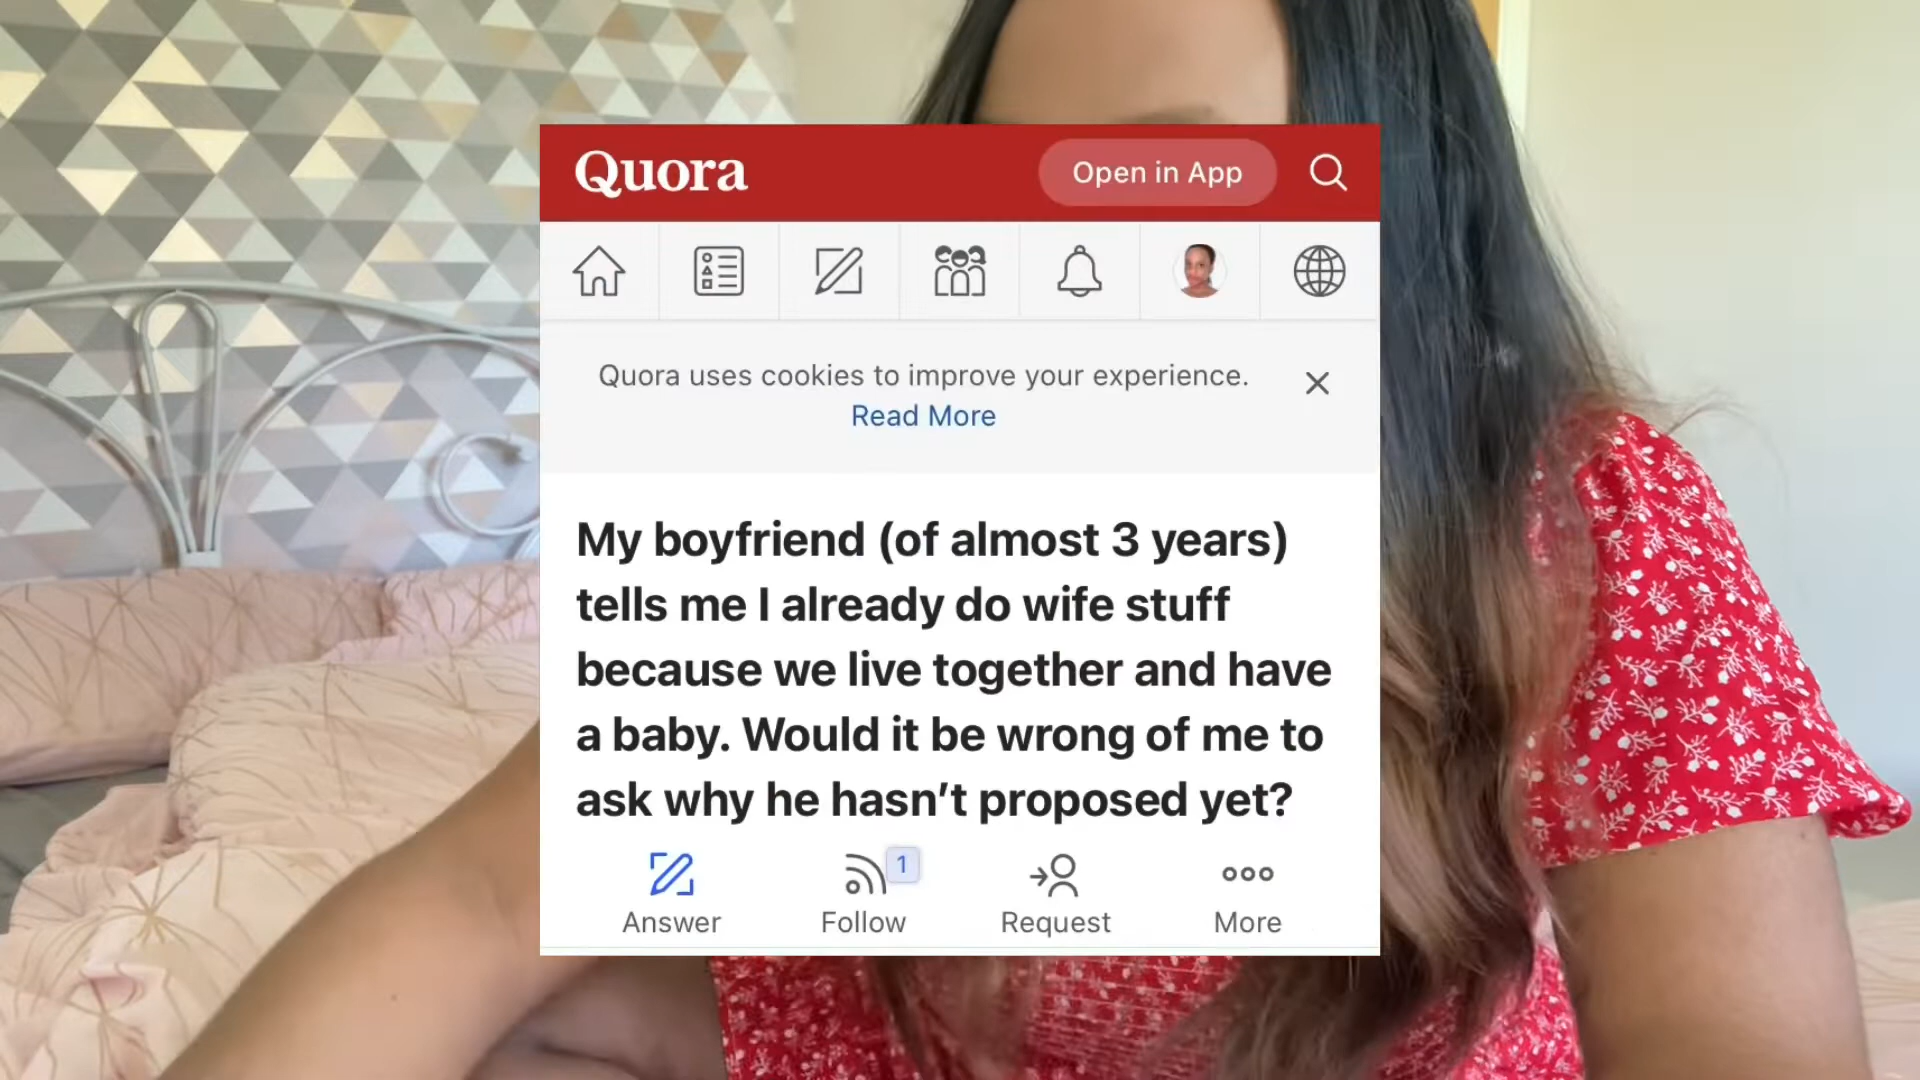 Quora
Open in App
Quora uses cookies to improve your experience.
Read More
My boyfriend (of almost 3 years)
tells me I already do wife stuff
because we live together and have
a baby. Would it be wrong of me to
ask why he hasn’t proposed yet?
1
Answer
Follow
Request
More